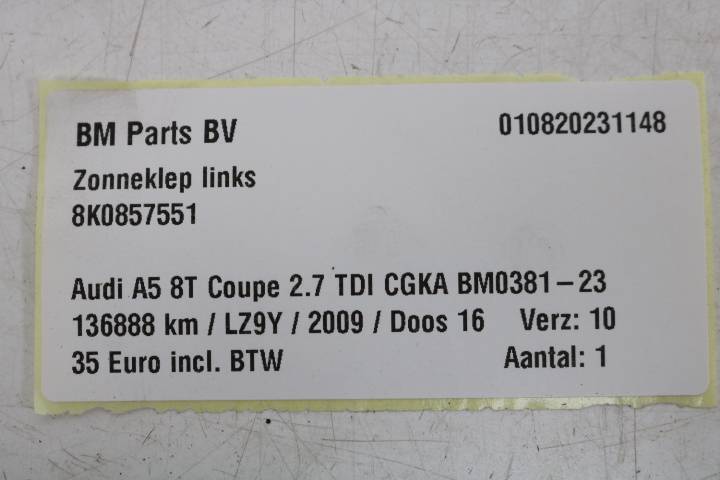 BM Parts BV 010820231148
Zonneklep links
8K0857551
Audi A5 8T Coupe 2.7 TDI CGKA BM0381-23
136888 km / LZ9Y / 2009 / Doos 16 Verz: 10
35 Euro incl. BTW Aantal: 1